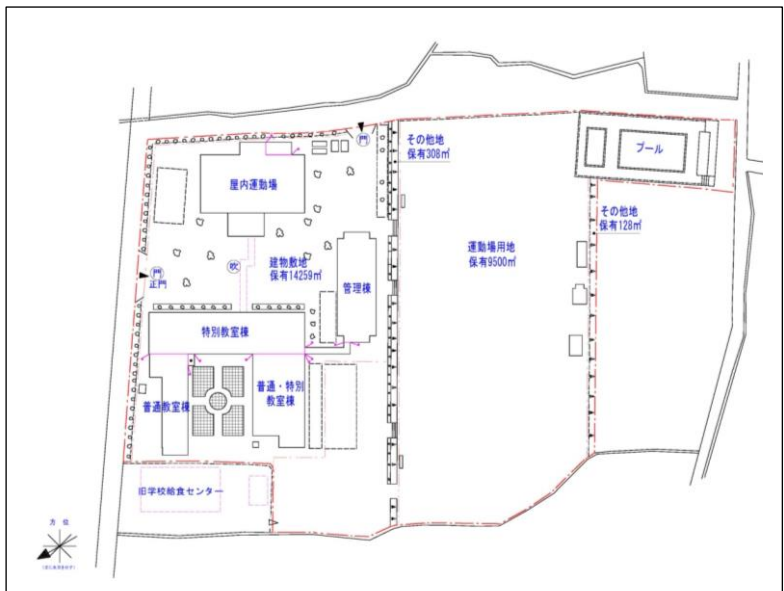 門
その他地
保有308㎡
プール
屋内運動場
その他地
保有128㎡
運動場用地
保有9500㎡
吹
建物敷地
保有14259㎡
門
正門
管理棟
特別教室棟
普通・特別
教室棟
普通教室棟
旧学校給食センター
方位